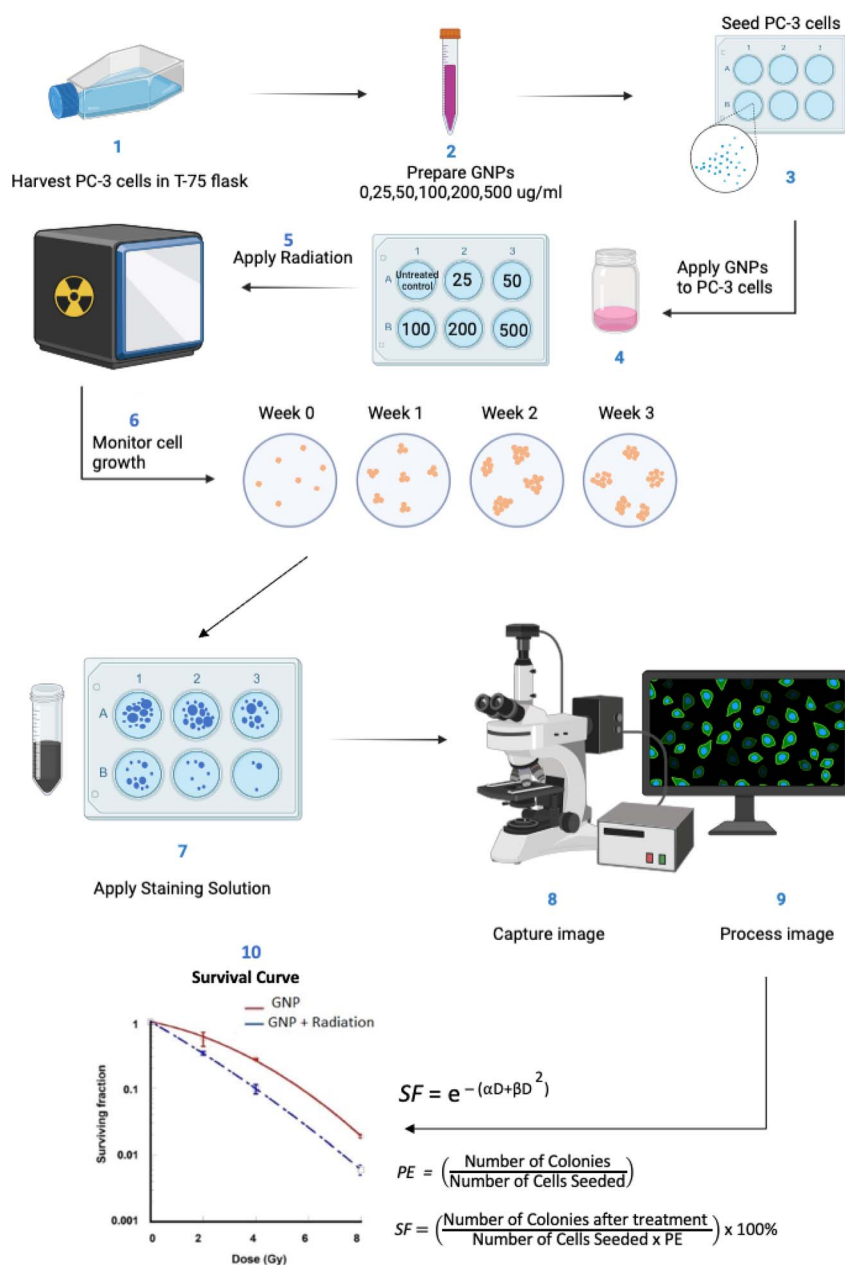 Seed PC-3 cells
1 2 3
A
B
1
Harvest PC-3 cells in T-75 flask
2
Prepare GNPs
0,25,50,100,200,500 ug/ml
3
5
Apply Radiation
1 2 3
A Untreated control 25 50
B 100 200 500
Apply GNPs
to PC-3 cells
4
6
Monitor cell
growth
Week 0 Week 1 Week 2 Week 3
1 2 3
A
B
7
Apply Staining Solution
8
Capture image
9
Process image
10
Survival Curve
GNP
GNP + Radiation
Surviving fraction
1
0.1
0.01
0.001
0 2 4 6 8
Dose (Gy)
SF = e^–(αD+βD²)
PE = (Number of Colonies / Number of Cells Seeded)
SF = (Number of Colonies after treatment / Number of Cells Seeded x PE) x 100%